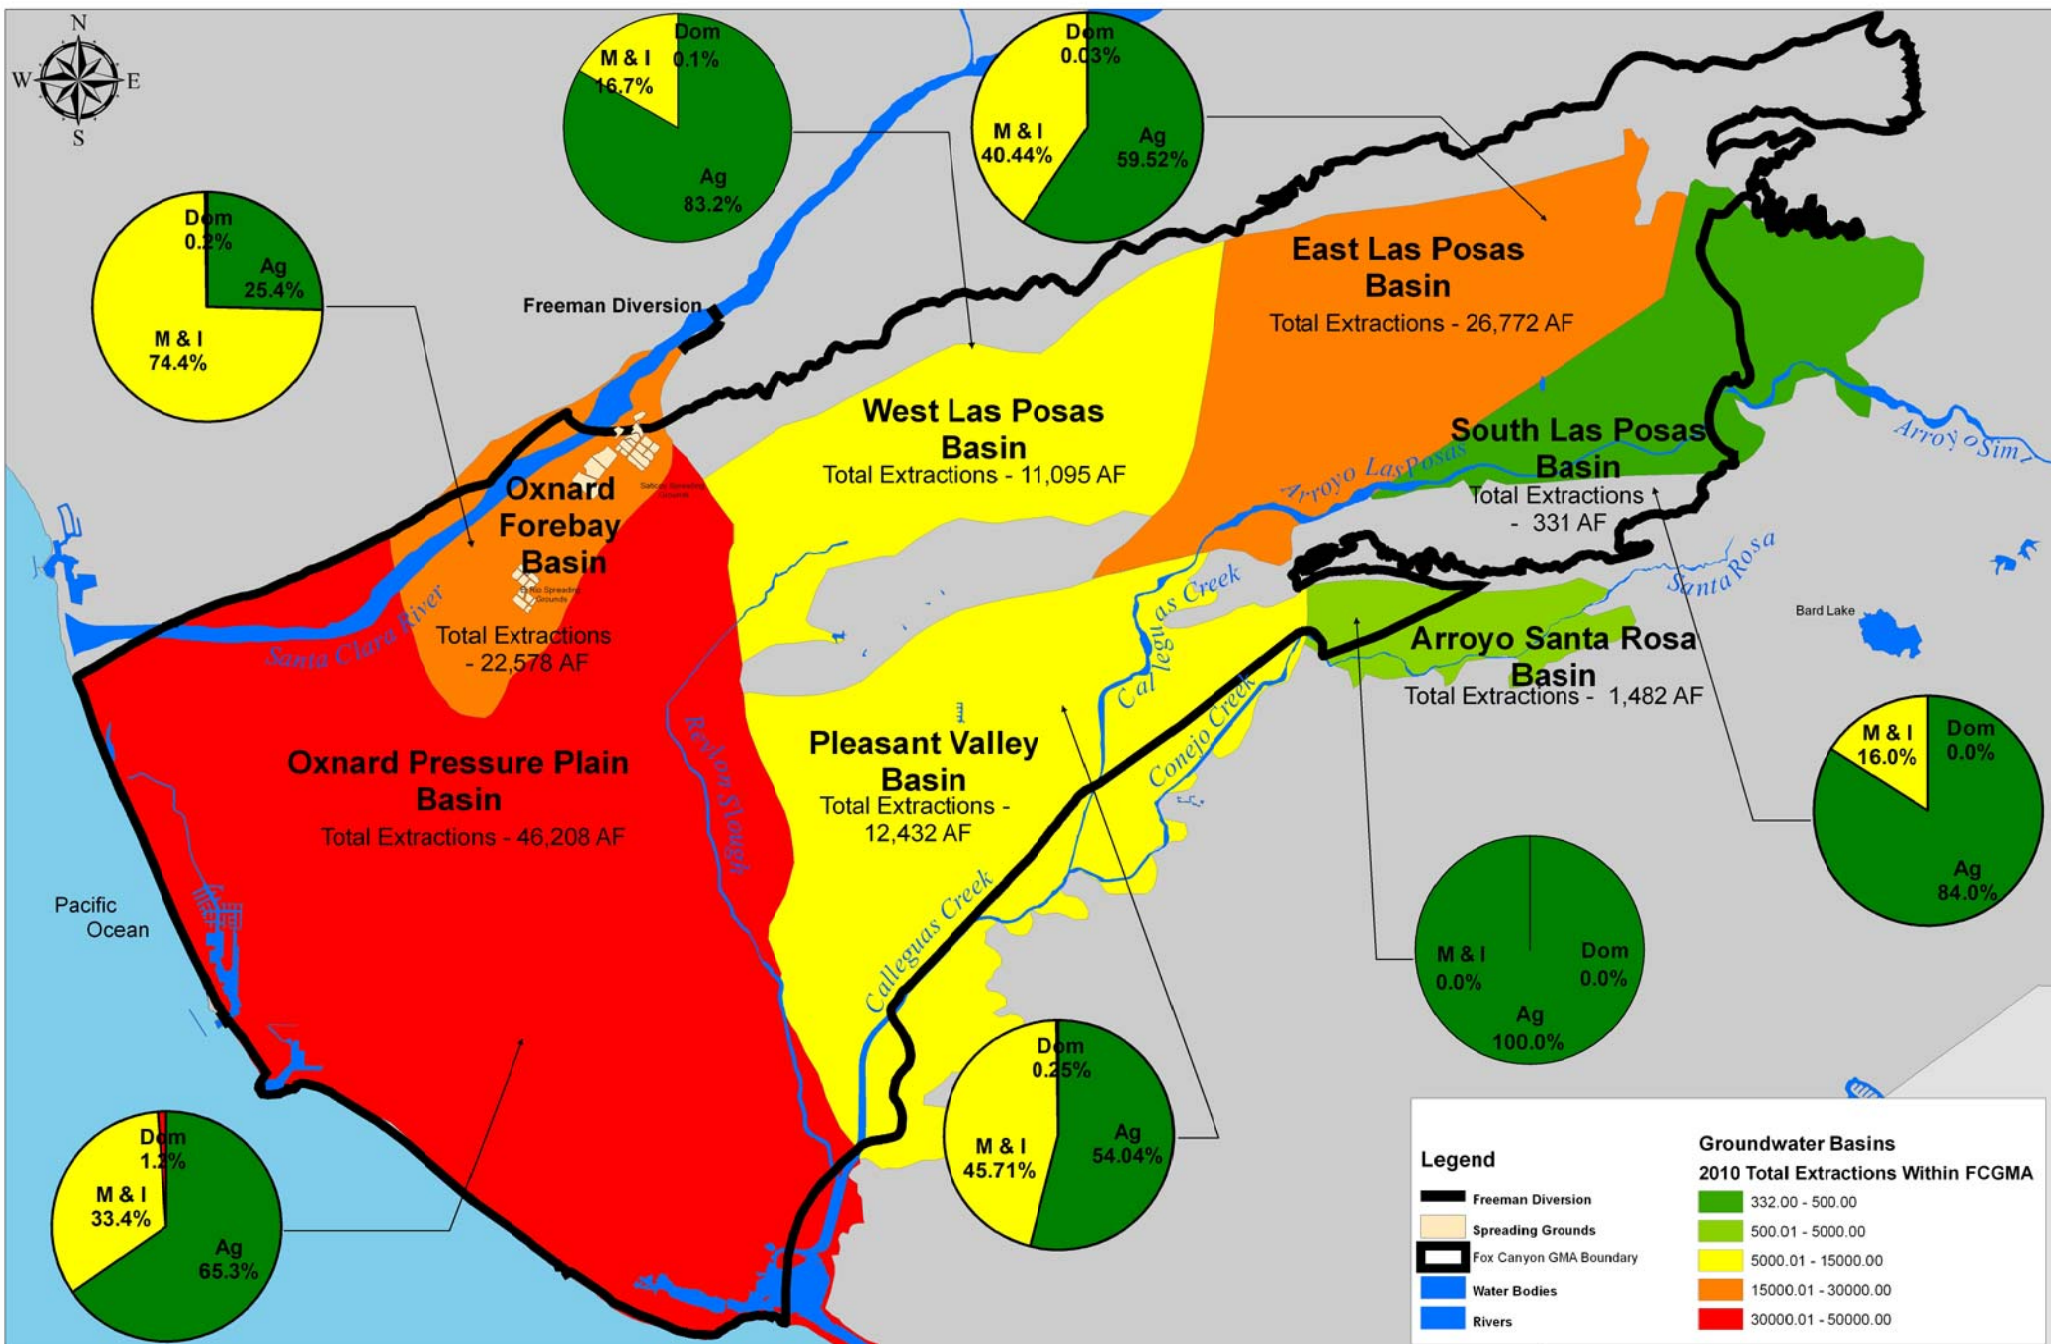 N
W
E
S
Dom
0.1%
M & I
16.7%
Ag
83.2%
Dom
0.03%
M & I
40.44%
Ag
59.52%
Dom
0.2%
Ag
25.4%
M & I
74.4%
Freeman Diversion
East Las Posas
Basin
Total Extractions - 26,772 AF
West Las Posas
Basin
Total Extractions - 11,095 AF
South Las Posas
Basin
Total Extractions
- 331 AF
Arroyo Las Posas
Arroyo Simi
Oxnard
Forebay
Basin
Saticoy Spreading
Grounds
El Rio Spreading
Grounds
Total Extractions
- 22,578 AF
Santa Clara River
Santa Rosa
Bard Lake
Calleguas Creek
Arroyo Santa Rosa
Basin
Total Extractions - 1,482 AF
Conejo Creek
Revlon Slough
Oxnard Pressure Plain
Basin
Total Extractions - 46,208 AF
Pleasant Valley
Basin
Total Extractions -
12,432 AF
M & I
16.0%
Dom
0.0%
Ag
84.0%
Pacific
Ocean
Calleguas Creek
M & I
0.0%
Dom
0.0%
Ag
100.0%
Dom
0.25%
M & I
45.71%
Ag
54.04%
Dom
1.2%
M & I
33.4%
Ag
65.3%
Legend
Freeman Diversion
Spreading Grounds
Fox Canyon GMA Boundary
Water Bodies
Rivers
Groundwater Basins
2010 Total Extractions Within FCGMA
332.00 - 500.00
500.01 - 5000.00
5000.01 - 15000.00
15000.01 - 30000.00
30000.01 - 50000.00